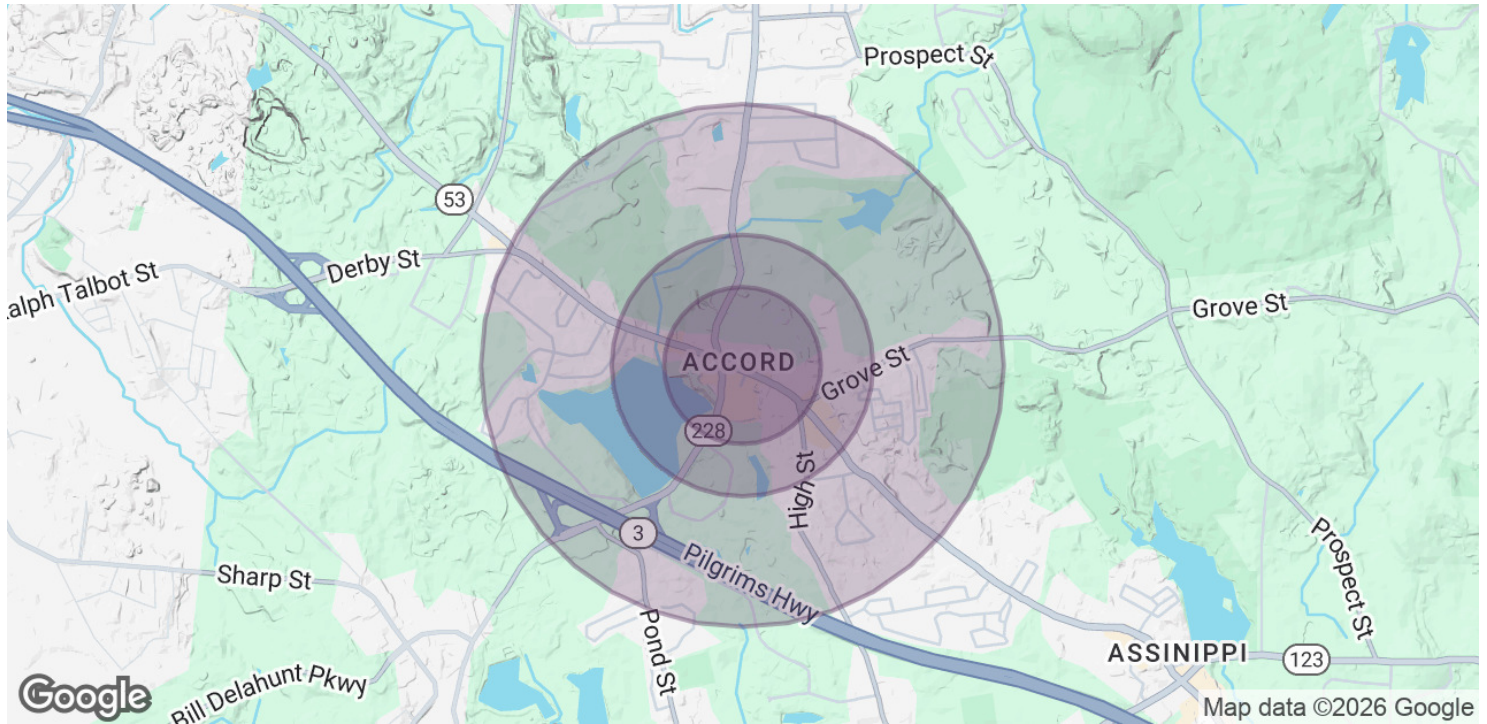 Prospect St
53
Derby St
alph Talbot St
Grove St
ACCORD
Grove St
228
High St
3
Pilgrims Hwy
Prospect St
Sharp St
Pond St
ASSINIPPI
123
Bill Delahunt Pkwy
Google
Map data ©2026 Google